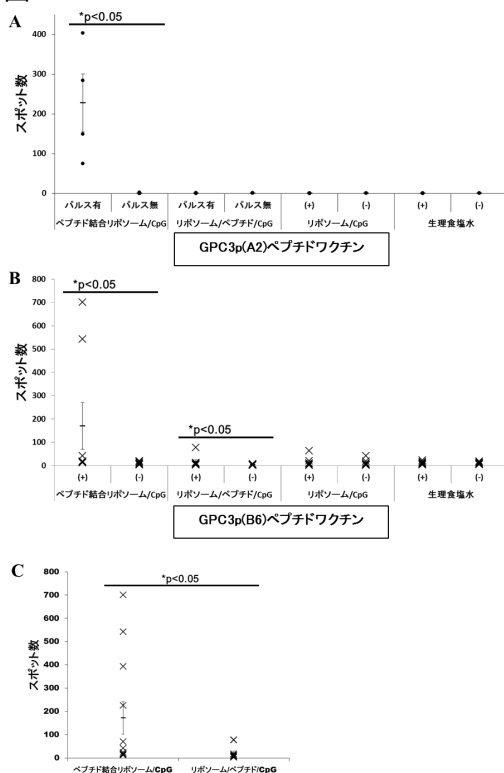 A
*p<0.05
スポット数
400
300
200
100
0
パルス有 パルス無 パルス有 パルス無 (+) (-) (+) (-)
ペプチド結合リポソーム/CpG リポソーム/ペプチド/CpG リポソーム/CpG 生理食塩水
GPC3p(A2)ペプチドワクチン
B
*p<0.05
スポット数
800
700
600
500
400
300
200
100
0
*p<0.05
(+) (-) (+) (-) (+) (-) (+) (-)
ペプチド結合リポソーム/CpG リポソーム/ペプチド/CpG リポソーム/CpG 生理食塩水
GPC3p(B6)ペプチドワクチン
C
*p<0.05
スポット数
800
700
600
500
400
300
200
100
0
ペプチド結合リポソーム/CpG リポソーム/ペプチド/CpG